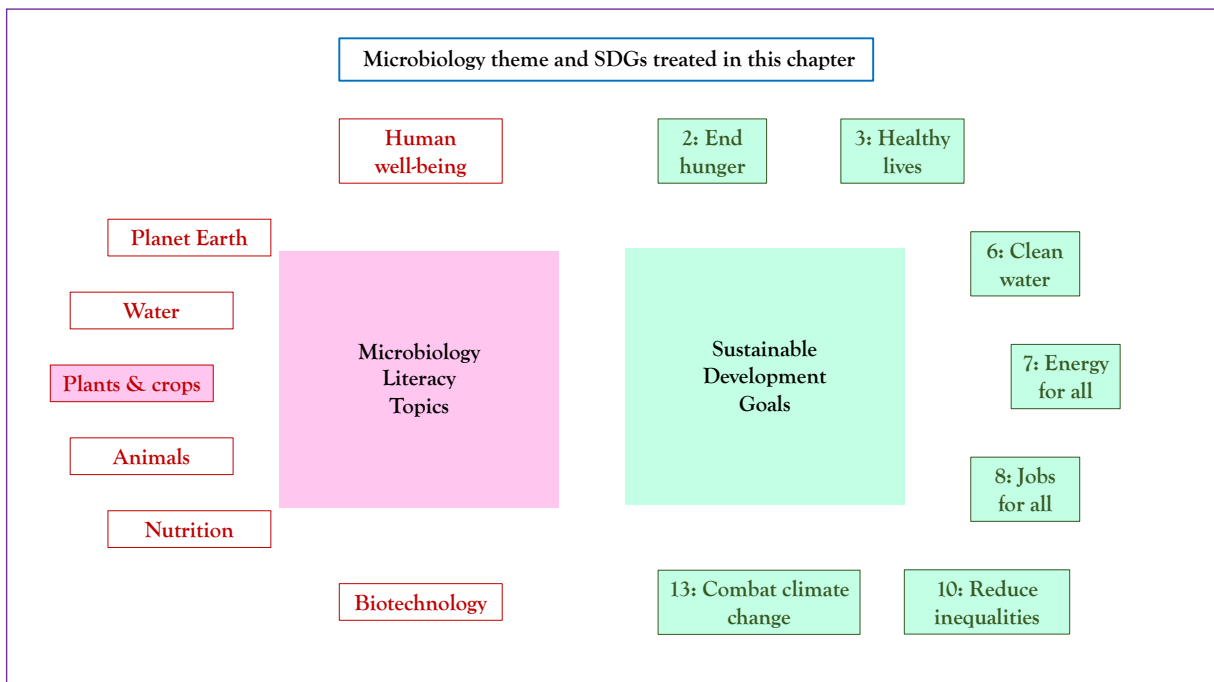 Microbiology theme and SDGs treated in this chapter
Human
well-being
Planet Earth
Water
Plants & crops
Animals
Nutrition
Biotechnology
Microbiology
Literacy
Topics
Sustainable
Development
Goals
2: End
hunger
3: Healthy
lives
6: Clean
water
7: Energy
for all
8: Jobs
for all
10: Reduce
inequalities
13: Combat climate
change